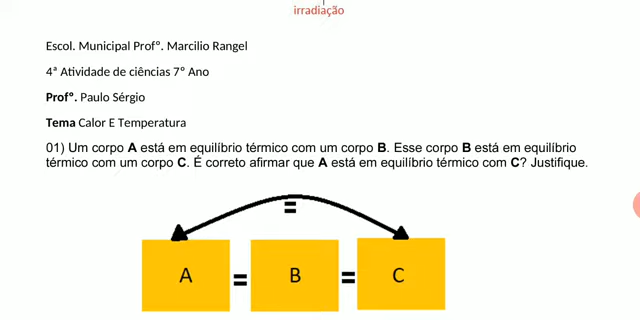 irradiação
Escol. Municipal Profº. Marcilio Rangel
4ª Atividade de ciências 7º Ano
Profº. Paulo Sérgio
Tema Calor E Temperatura
01) Um corpo A está em equilíbrio térmico com um corpo B. Esse corpo B está em equilíbrio
térmico com um corpo C. É correto afirmar que A está em equilíbrio térmico com C? Justifique.
=
A = B = C